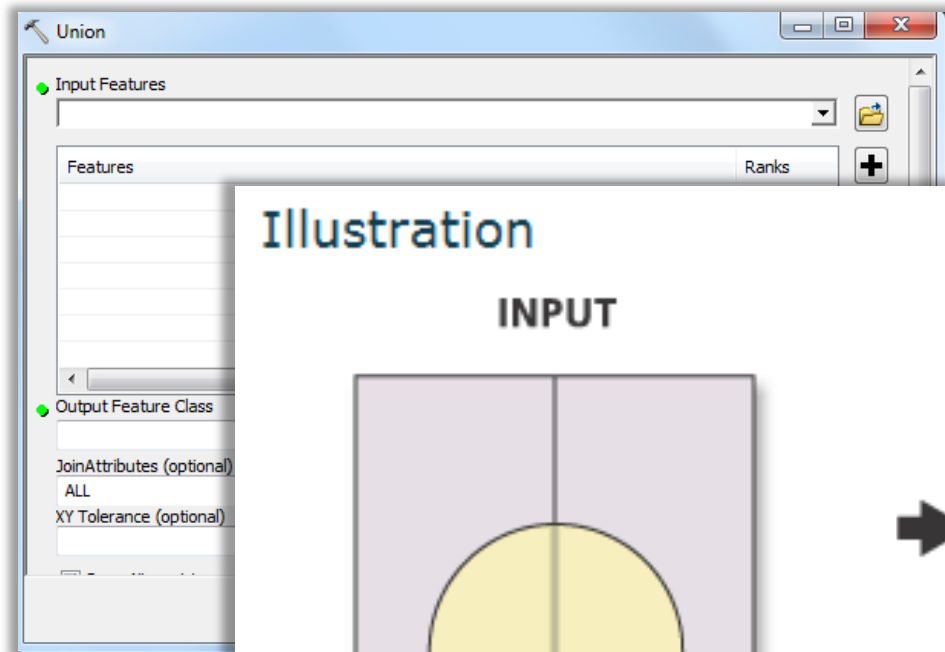 Union
Input Features
Features Ranks
Illustration
INPUT
Output Feature Class
JoinAttributes (optional)
ALL
XY Tolerance (optional)